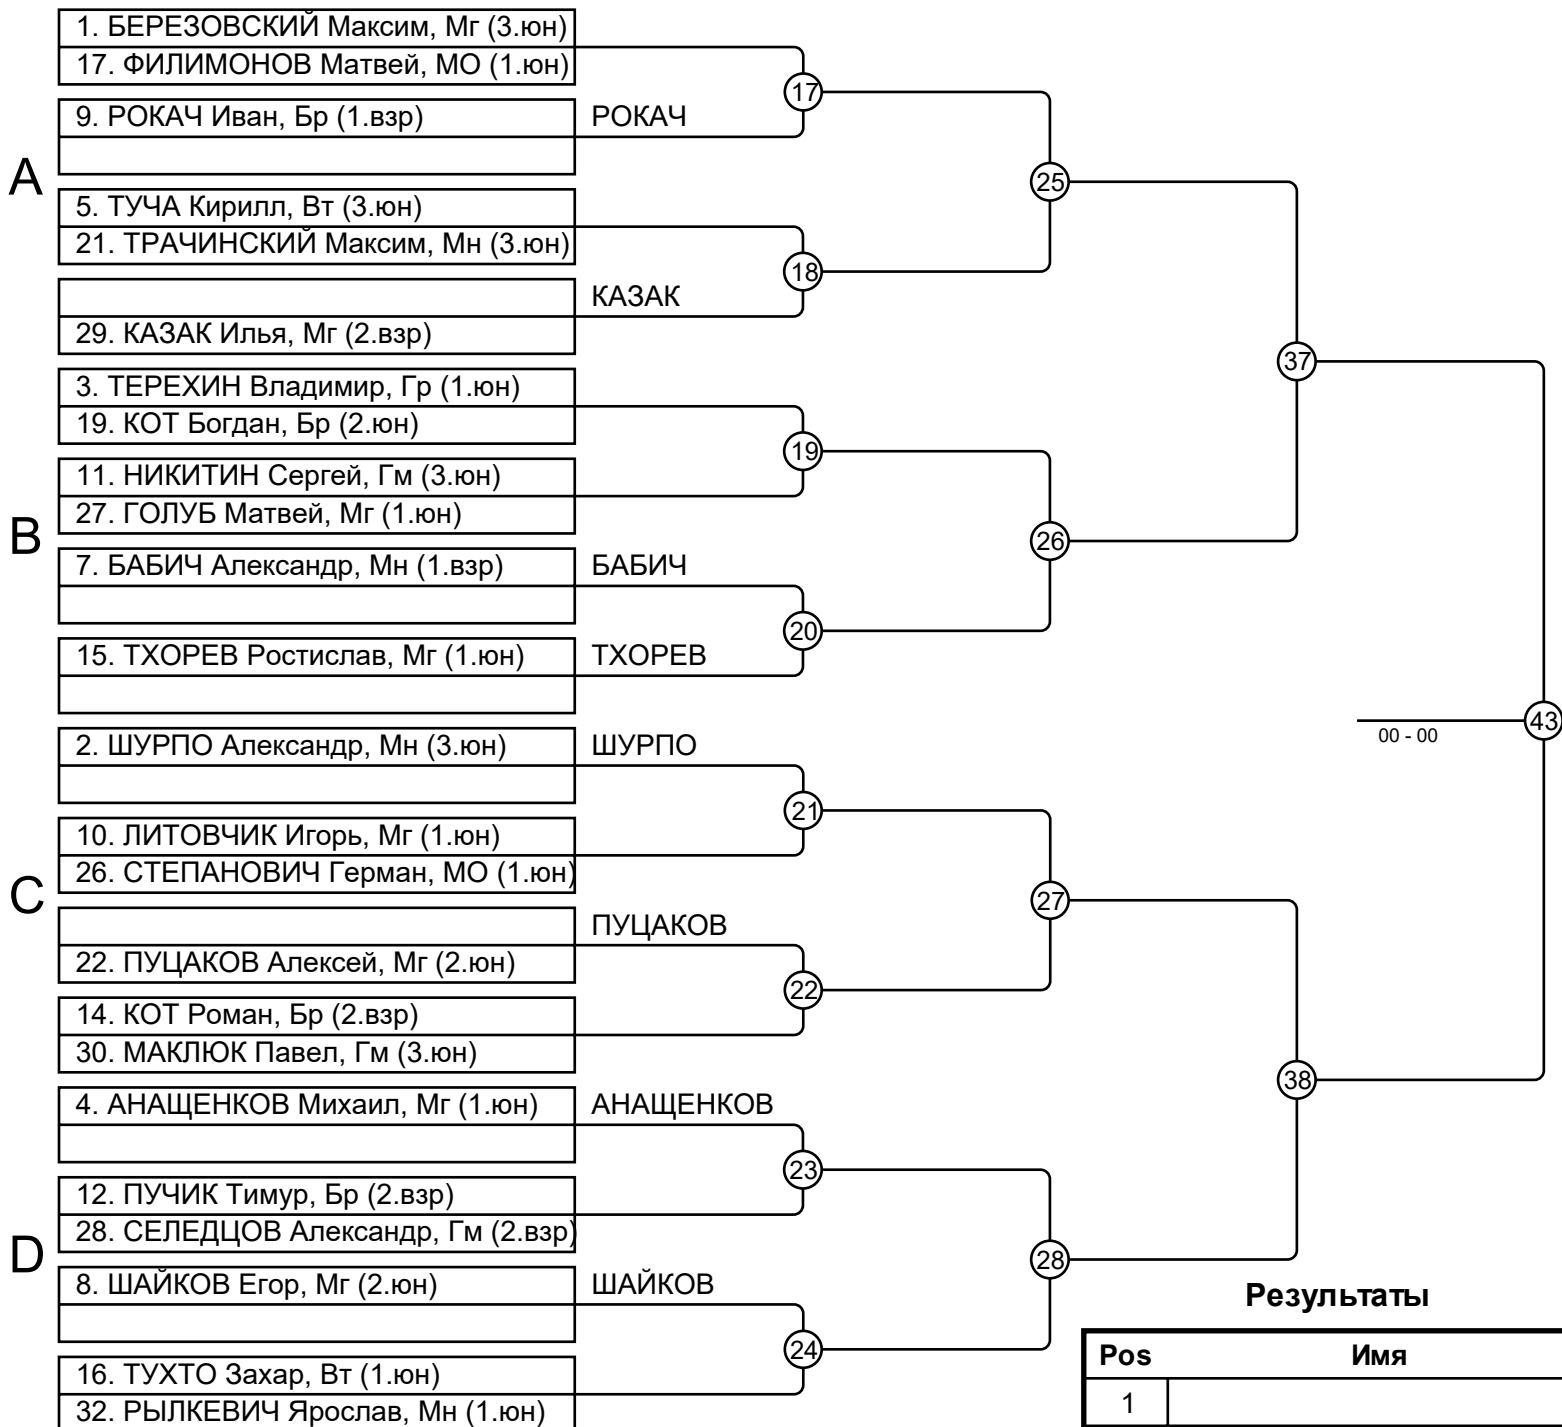 1. БЕРЕЗОВСКИЙ Максим, Мг (3.юн)
17. ФИЛИМОНОВ Матвей, МО (1.юн)
17
9. РОКАЧ Иван, Бр (1.взр)
РОКАЧ
A
25
5. ТУЧА Кирилл, Вт (3.юн)
21. ТРАЧИНСКИЙ Максим, Мн (3.юн)
18
КАЗАК
29. КАЗАК Илья, Мг (2.взр)
37
3. ТЕРЕХИН Владимир, Гр (1.юн)
19. КОТ Богдан, Бр (2.юн)
19
11. НИКИТИН Сергей, Гм (3.юн)
27. ГОЛУБ Матвей, Мг (1.юн)
B
26
7. БАБИЧ Александр, Мн (1.взр)
БАБИЧ
20
15. ТХОРЕВ Ростислав, Мг (1.юн)
ТХОРЕВ
43
00 - 00
2. ШУРПО Александр, Мн (3.юн)
ШУРПО
21
10. ЛИТОВЧИК Игорь, Мг (1.юн)
26. СТЕПАНОВИЧ Герман, МО (1.юн)
C
27
ПУЦАКОВ
22. ПУЦАКОВ Алексей, Мг (2.юн)
22
14. КОТ Роман, Бр (2.взр)
30. МАКЛЮК Павел, Гм (3.юн)
38
4. АНАЩЕНКОВ Михаил, Мг (1.юн)
АНАЩЕНКОВ
23
12. ПУЧИК Тимур, Бр (2.взр)
28. СЕЛЕДЦОВ Александр, Гм (2.взр)
D
28
8. ШАЙКОВ Егор, Мг (2.юн)
ШАЙКОВ
24
16. ТУХТО Захар, Вт (1.юн)
32. РЫЛКЕВИЧ Ярослав, Мн (1.юн)
Результаты
Pos Имя
1